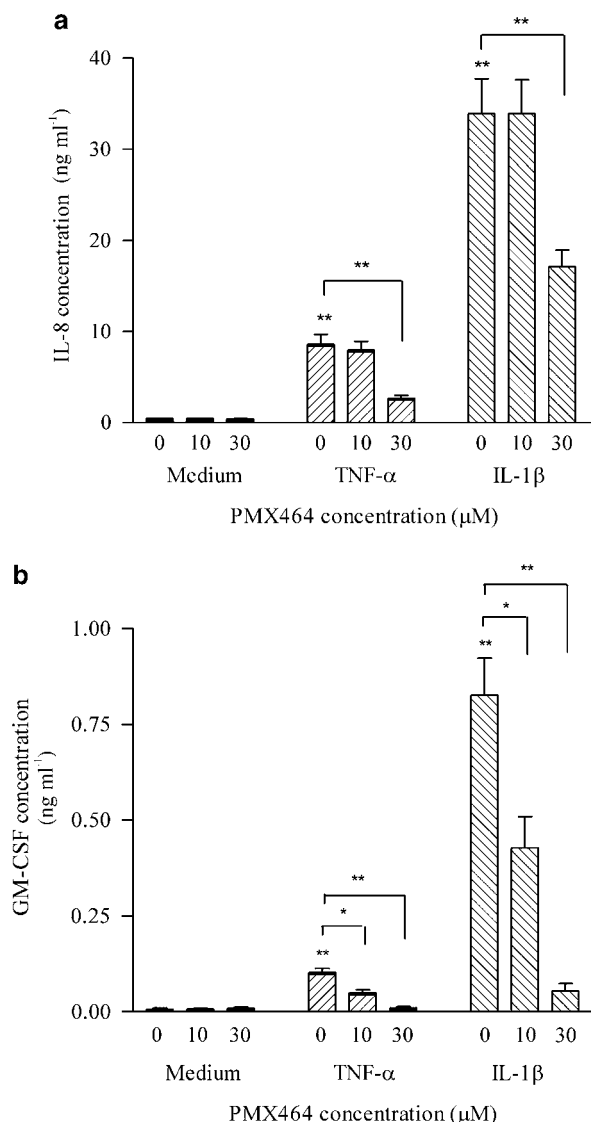 a
**
40
**
30
20
**
10
**
0
IL-8 concentration (ng ml⁻¹)
0 10 30 0 10 30 0 10 30
Medium TNF-α IL-1β
PMX464 concentration (μM)
b
**
*
1.00
**
0.75
0.50
**
*
0.25
**
0.00
GM-CSF concentration
(ng ml⁻¹)
0 10 30 0 10 30 0 10 30
Medium TNF-α IL-1β
PMX464 concentration (μM)